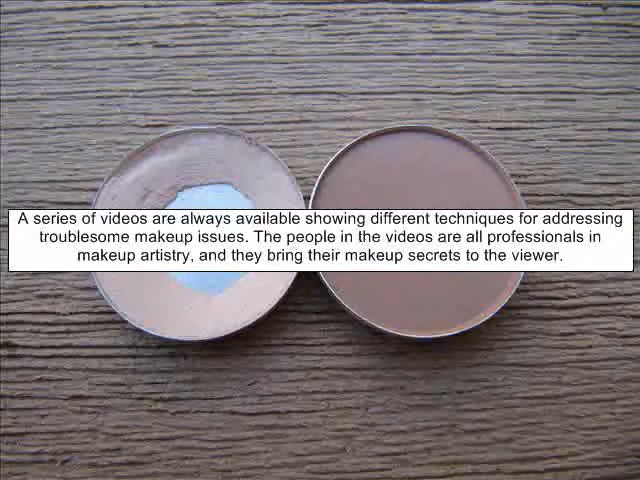 A series of videos are always available showing different techniques for addressing
troublesome makeup issues. The people in the videos are all professionals in
makeup artistry, and they bring their makeup secrets to the viewer.